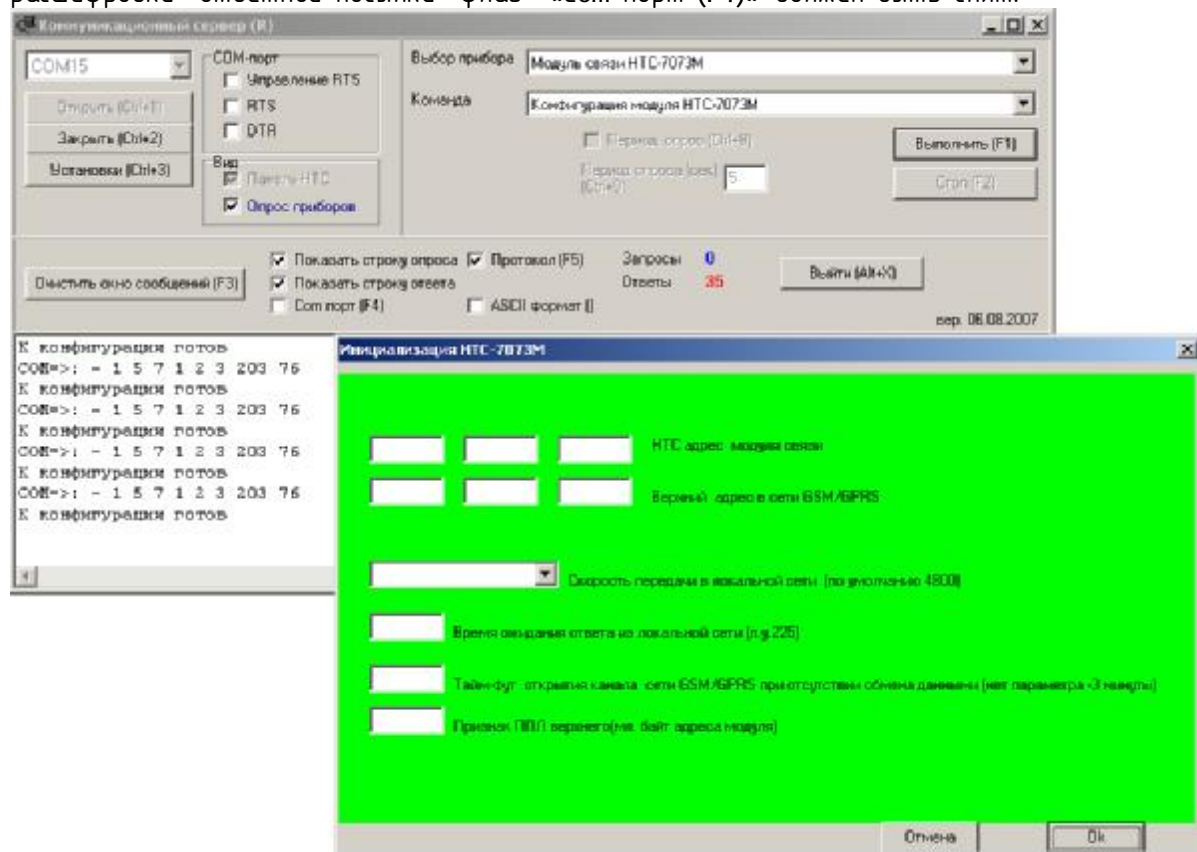 расшифровка ответной посылки флаг «Com порт (F4)» должен быть снят.
Коммуникационный сервер (R)
COM15
Открыть (Ctrl+1)
Закрыть (Ctrl+2)
Установки (Ctrl+3)
COM-порт
Управление RTS
RTS
DTR
Вид
Панель НТС
Опрос приборов
Выбор прибора
Модуль связи НТС-7073М
Команда
Конфигурация модуля НТС-7073М
Период. опрос (Ctrl+8)
Период опроса (сек)
5
Выполнить (F1)
Стоп (F2)
Очистить окно сообщений (F3)
Показать строку опроса
Протокол (F5)
Показать строку ответа
Com порт (F4)
ASCII формат ()
Запросы 0
Ответы 35
Выйти (Alt+X)
вер. 06.08.2007
К конфигурации готов
COM=>: - 1 5 7 1 2 3 203 76
К конфигурации готов
COM=>: - 1 5 7 1 2 3 203 76
К конфигурации готов
COM=>: - 1 5 7 1 2 3 203 76
К конфигурации готов
COM=>: - 1 5 7 1 2 3 203 76
К конфигурации готов
Инициализация НТС-7073М
НТС адрес модуля связи
Верхний адрес в сети GSM/GPRS
Скорость передачи в локальной сети (по умолчанию 4800)
Время ожидания ответа из локальной сети (п.у.225)
Тайм-аут открытия канала сети GSM/GPRS при отсутствии обмена данными (нет параметра -3 минуты)
Признак ППЛ верхнего(мл. байт адреса модуля)
Отмена
Ok